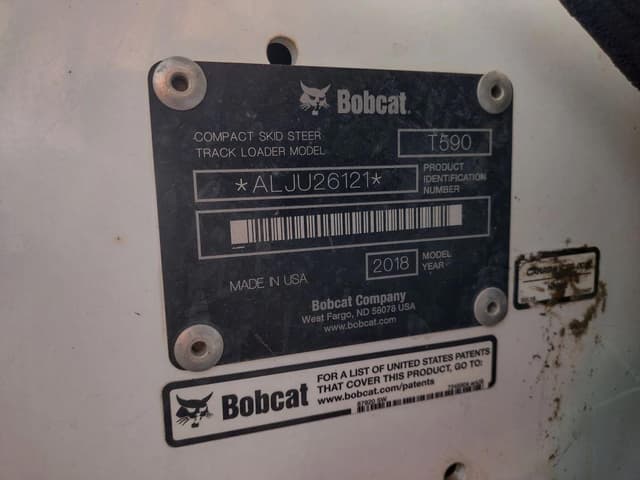 Bobcat.
COMPACT SKID STEER
TRACK LOADER MODEL
T590
*ALJU26121*
PRODUCT
IDENTIFICATION
NUMBER
MADE IN USA
2018
MODEL
YEAR
Bobcat Company
West Fargo, ND 58078 USA
www.bobcat.com
Bobcat
FOR A LIST OF UNITED STATES PATENTS
THAT COVER THIS PRODUCT, GO TO:
www.bobcat.com/patents